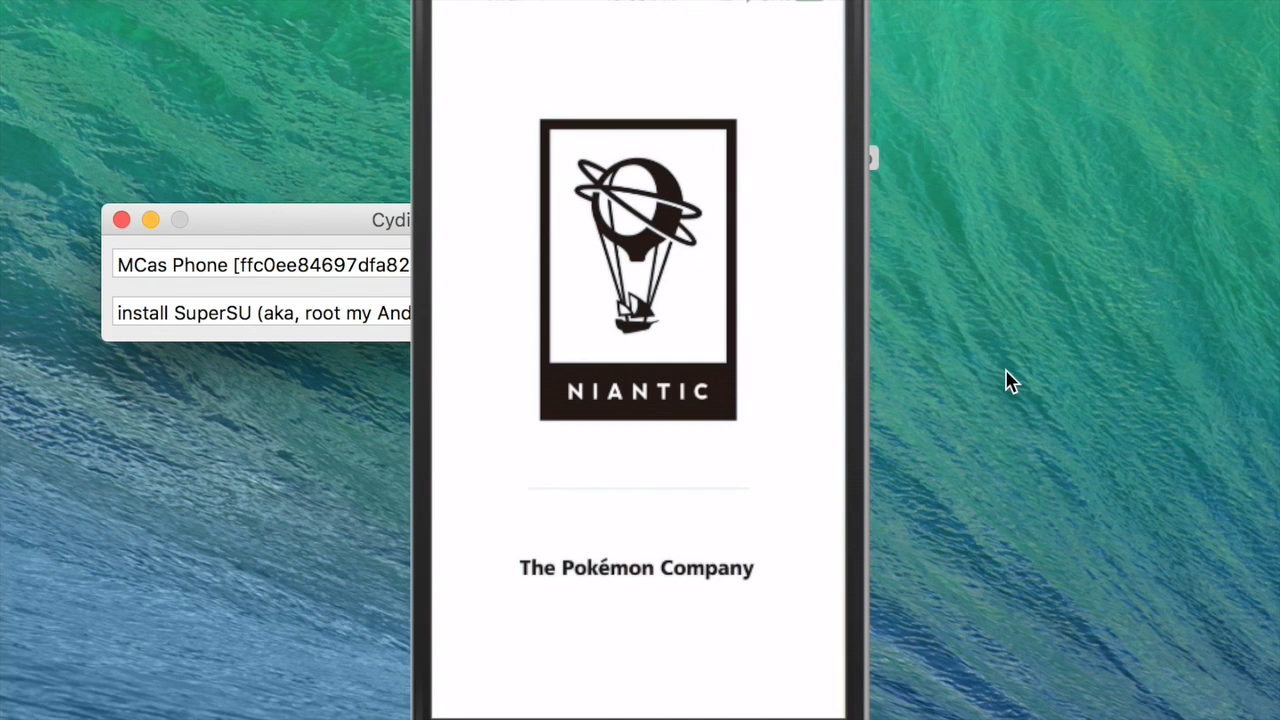 Cydi
MCas Phone [ffc0ee84697dfa82
install SuperSU (aka, root my And
NIANTIC
The Pokémon Company